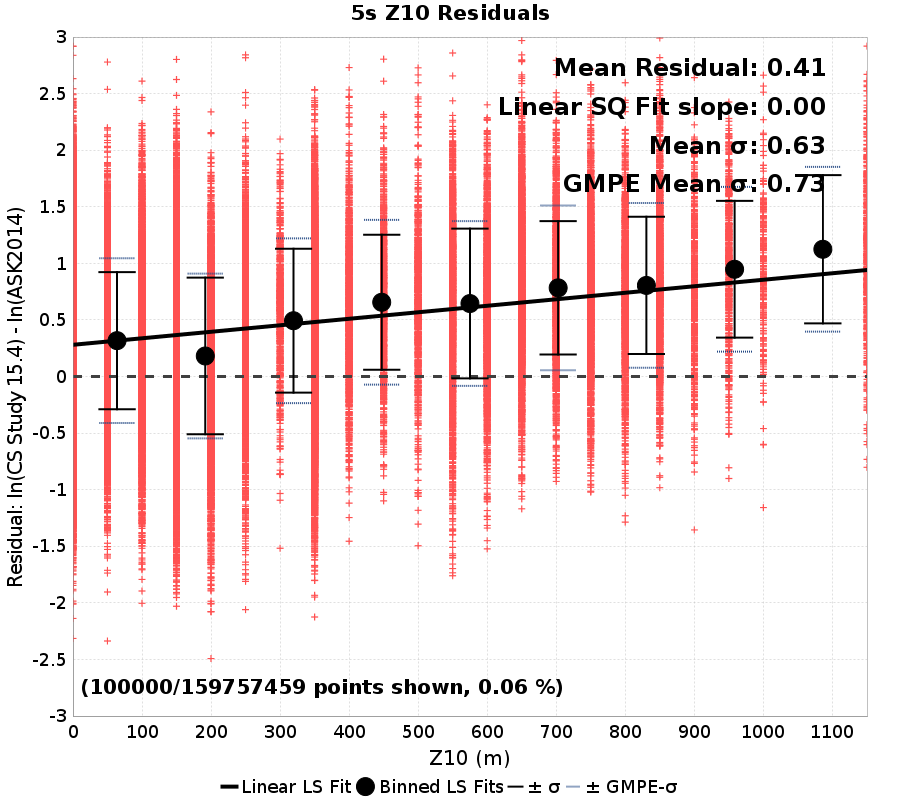 5s Z10 Residuals
Mean Residual: 0.41
Linear SQ Fit slope: 0.00
Mean σ: 0.63
GMPE Mean σ: 0.73
Residual: ln(CS Study 15.4) - ln(ASK2014)
3
2.5
2
1.5
1
0.5
0
-0.5
-1
-1.5
-2
-2.5
-3
(100000/159757459 points shown, 0.06 %)
0 100 200 300 400 500 600 700 800 900 1000 1100
Z10 (m)
Linear LS Fit Binned LS Fits ± σ ± GMPE-σ